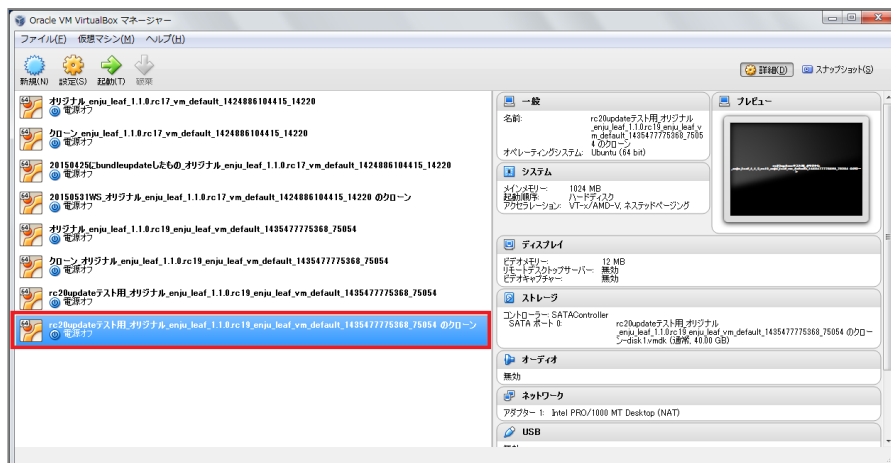 Oracle VM VirtualBox マネージャー
ファイル(F) 仮想マシン(M) ヘルプ(H)
新規(N) 設定(S) 起動(T) 破棄
詳細(D) スナップショット(S)
オリジナル_enju_leaf_1.1.0.rc17_vm_default_1424886104415_14220
電源オフ
クローン_enju_leaf_1.1.0.rc17_vm_default_1424886104415_14220
電源オフ
20150425にbundleupdateしたもの_オリジナル_enju_leaf_1.1.0.rc17_vm_default_1424886104415_14220
電源オフ
20150531WS_オリジナル_enju_leaf_1.1.0.rc17_vm_default_1424886104415_14220 のクローン
電源オフ
オリジナル_enju_leaf_1.1.0.rc19_enju_leaf_vm_default_1435477775368_75054
電源オフ
クローン_オリジナル_enju_leaf_1.1.0.rc19_enju_leaf_vm_default_1435477775368_75054
電源オフ
rc20updateテスト用_オリジナル_enju_leaf_1.1.0.rc19_enju_leaf_vm_default_1435477775368_75054
電源オフ
rc20updateテスト用_オリジナル_enju_leaf_1.1.0.rc19_enju_leaf_vm_default_1435477775368_75054 のクローン
電源オフ
一般
名前: rc20updateテスト用_オリジナル
_enju_leaf_1.1.0.rc19_enju_leaf_v
m_default_1435477775368_7505
4 のクローン
オペレーティングシステム: Ubuntu (64 bit)
プレビュー
システム
メインメモリー: 1024 MB
起動順序: ハードディスク
アクセラレーション: VT-x/AMD-V, ネステッドページング
ディスプレイ
ビデオメモリー: 12 MB
リモートデスクトップサーバー: 無効
ビデオキャプチャー: 無効
ストレージ
コントローラー: SATAController
SATA ポート 0: rc20updateテスト用_オリジナル
_enju_leaf_1.1.0.rc19_enju_leaf_vm_default_1435477775368_75054 のクロー
ン-disk1.vmdk (通常, 40.00 GB)
オーディオ
無効
ネットワーク
アダプター 1: Intel PRO/1000 MT Desktop (NAT)
USB